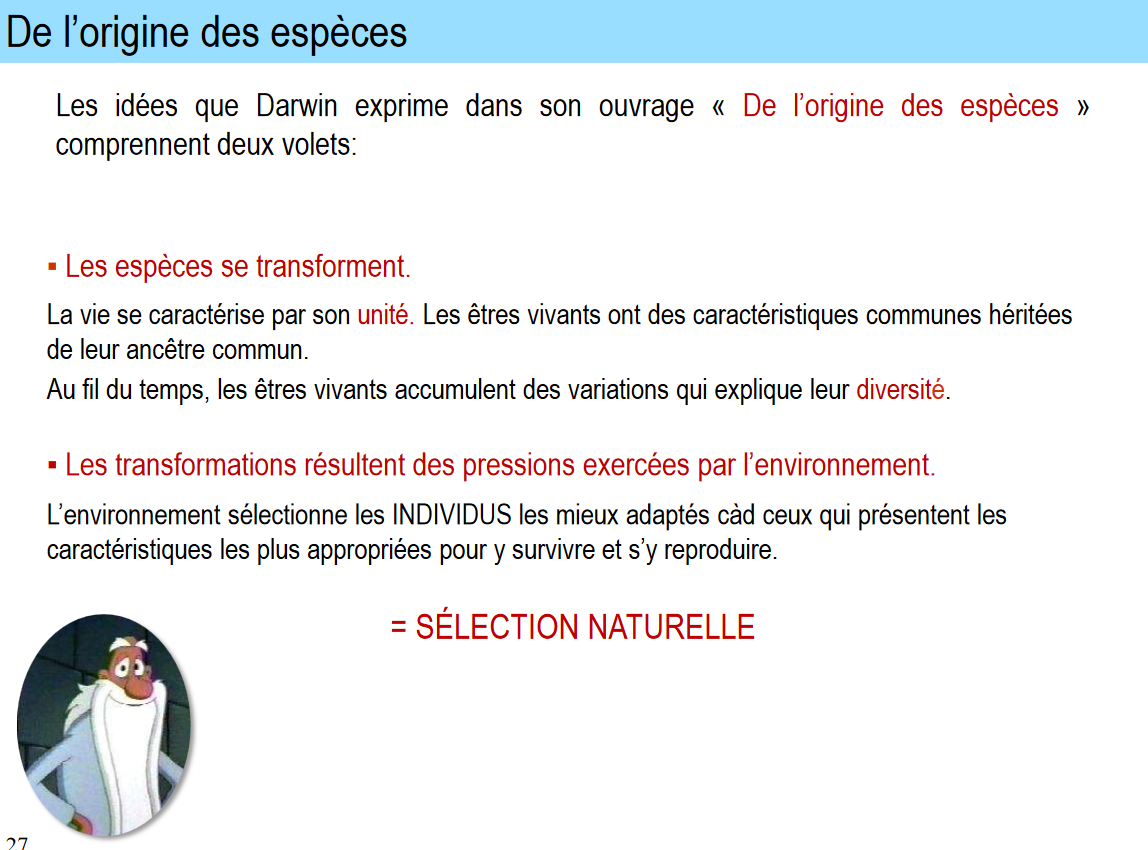 De l’origine des espèces
Les idées que Darwin exprime dans son ouvrage « De l’origine des espèces »
comprennent deux volets:
▪ Les espèces se transforment.
La vie se caractérise par son unité. Les êtres vivants ont des caractéristiques communes héritées
de leur ancêtre commun.
Au fil du temps, les êtres vivants accumulent des variations qui explique leur diversité.
▪ Les transformations résultent des pressions exercées par l’environnement.
L’environnement sélectionne les INDIVIDUS les mieux adaptés càd ceux qui présentent les
caractéristiques les plus appropriées pour y survivre et s’y reproduire.
= SÉLECTION NATURELLE
27